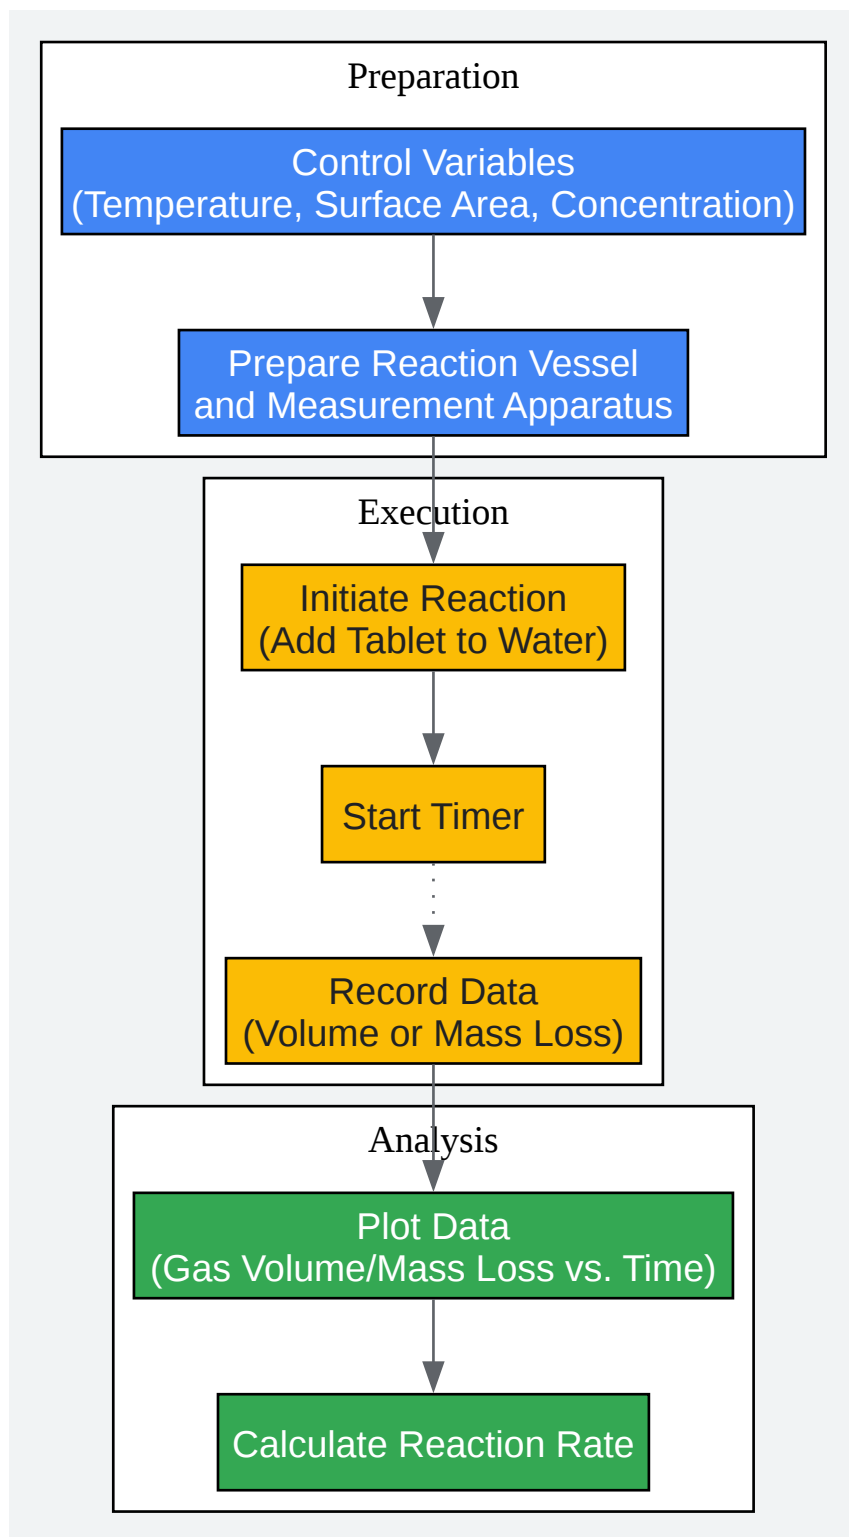 Preparation
Control Variables
(Temperature, Surface Area, Concentration)
Prepare Reaction Vessel
and Measurement Apparatus
Execution
Initiate Reaction
(Add Tablet to Water)
Start Timer
Record Data
(Volume or Mass Loss)
Analysis
Plot Data
(Gas Volume/Mass Loss vs. Time)
Calculate Reaction Rate